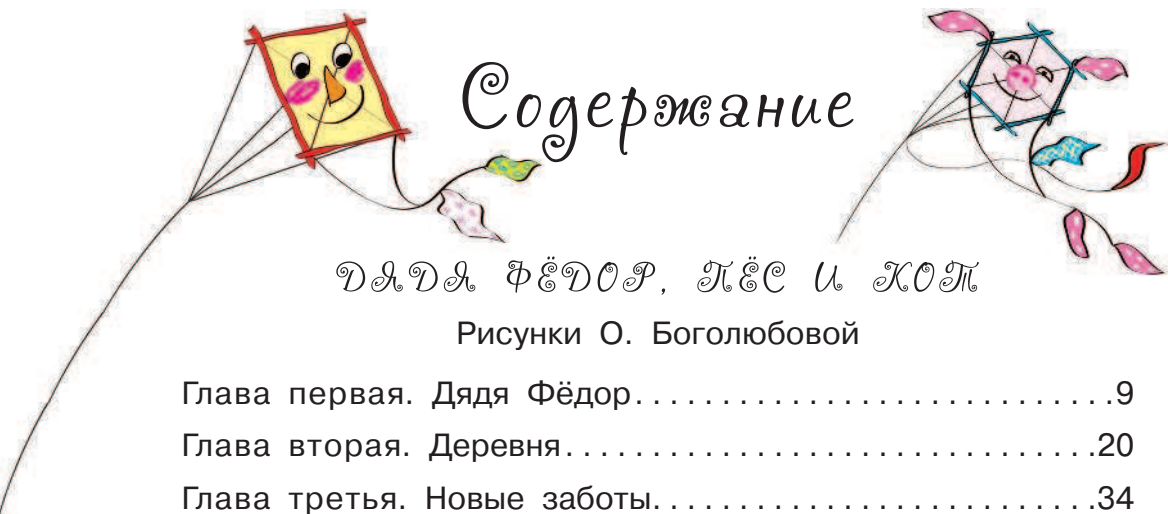 Содержание
ДЯДЯ ФЁДОР, ПЁС И КОТ
Рисунки О. Боголюбовой
Глава первая. Дядя Фёдор............................9
Глава вторая. Деревня...............................20
Глава третья. Новые заботы..........................34